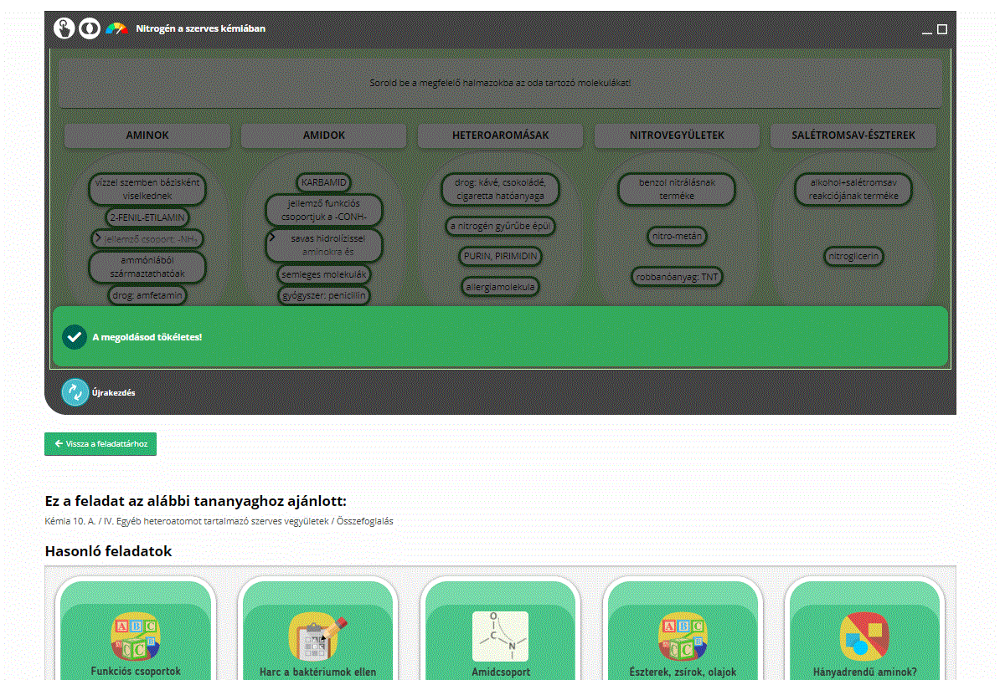 Nitrogén a szerves kémiában
Sorold be a megfelelő halmazokba az oda tartozó molekulákat!
AMINOK
AMIDOK
HETEROAROMÁSAK
NITROVEGYÜLETEK
SALÉTROMSAV-ÉSZTEREK
vízzel szemben bázisként
viselkednek
2-FENIL-ETILAMIN
jellemző csoport: -NH₂
ammóniából
származtathatóak
drog: amfetamin
KARBAMID
jellemző funkciós
csoportjuk a -CONH-
savas hidrolízissel
aminokra és
semleges molekulák
gyógyszer: penicillin
drog: kávé, csokoládé,
cigaretta hatóanyaga
a nitrogén gyűrűbe épül
PURIN, PIRIMIDIN
allergiamolekula
benzol nitrálásnak
terméke
nitro-metán
robbanóanyag: TNT
alkohol+salétromsav
reakciójának terméke
nitroglicerin
A megoldásod tökéletes!
Újrakezdés
Vissza a feladattárhoz
Ez a feladat az alábbi tananyaghoz ajánlott:
Kémia 10. A. / IV. Egyéb heteroatomot tartalmazó szerves vegyületek / Összefoglalás
Hasonló feladatok
Funkciós csoportok
Harc a baktériumok ellen
Amidcsoport
Észterek, zsírok, olajok
Hányadrendű aminok?